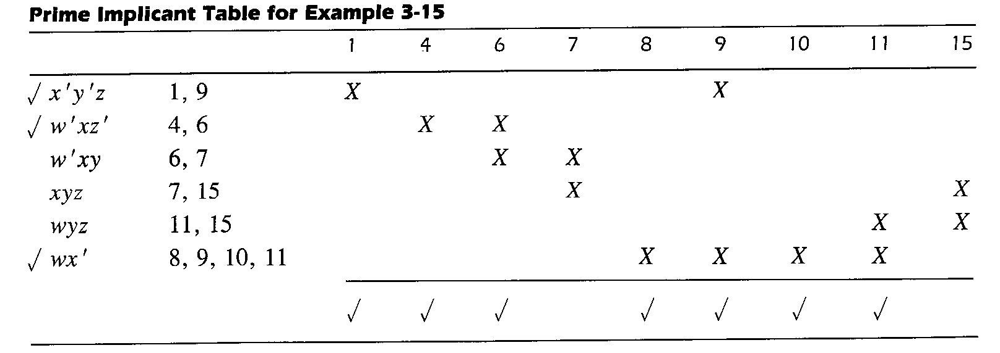 Prime Implicant Table for Example 3-15
1 4 6 7 8 9 10 11 15
√ x'y'z 1, 9 X X
√ w'xz' 4, 6 X X
w'xy 6, 7 X X
xyz 7, 15 X X
wyz 11, 15 X X
√ wx' 8, 9, 10, 11 X X X X
√ √ √ √ √ √ √